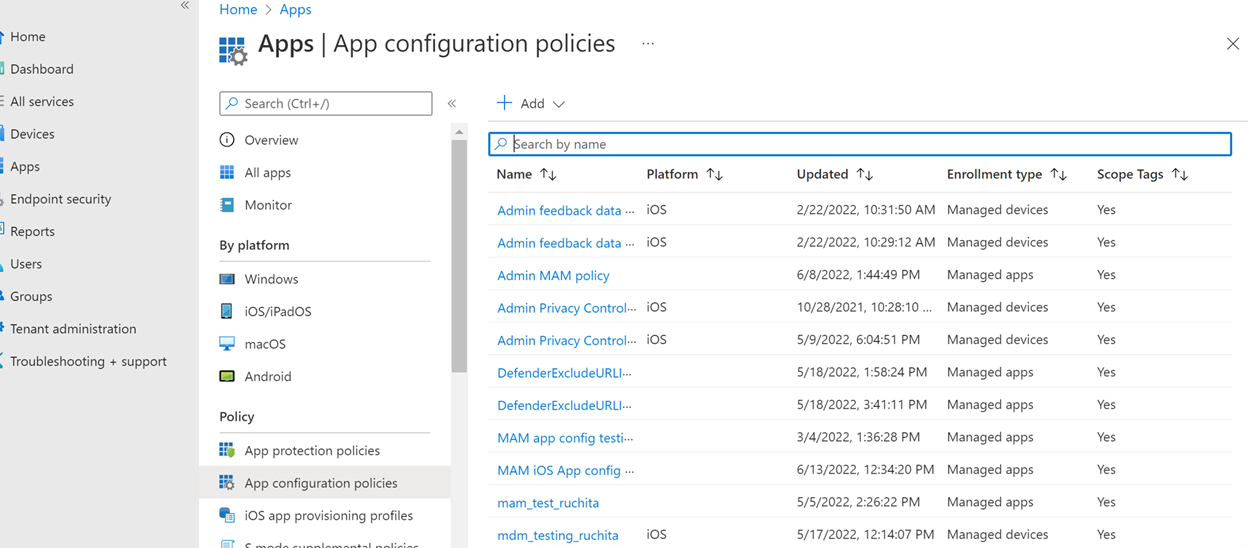 Home > Apps
Home
Dashboard
All services
Devices
Apps
Endpoint security
Reports
Users
Groups
Tenant administration
Troubleshooting + support
Apps | App configuration policies ...
Search (Ctrl+/)
Overview
All apps
Monitor
By platform
Windows
iOS/iPadOS
macOS
Android
Policy
App protection policies
App configuration policies
iOS app provisioning profiles
S mode supplemental policies
+ Add
Search by name
Name Platform Updated Enrollment type Scope Tags
Admin feedback data ... iOS 2/22/2022, 10:31:50 AM Managed devices Yes
Admin feedback data ... iOS 2/22/2022, 10:29:12 AM Managed devices Yes
Admin MAM policy 6/8/2022, 1:44:49 PM Managed apps Yes
Admin Privacy Control... iOS 10/28/2021, 10:28:10 ... Managed devices Yes
Admin Privacy Control... iOS 5/9/2022, 6:04:51 PM Managed devices Yes
DefenderExcludeURLI... 5/18/2022, 1:58:24 PM Managed apps Yes
DefenderExcludeURLI... 5/18/2022, 3:41:11 PM Managed apps Yes
MAM app config testi... 3/4/2022, 1:36:28 PM Managed apps Yes
MAM iOS App config ... 6/13/2022, 12:34:20 PM Managed apps Yes
mam_test_ruchita 5/5/2022, 2:26:22 PM Managed apps Yes
mdm_testing_ruchita iOS 5/17/2022, 12:14:07 PM Managed devices Yes